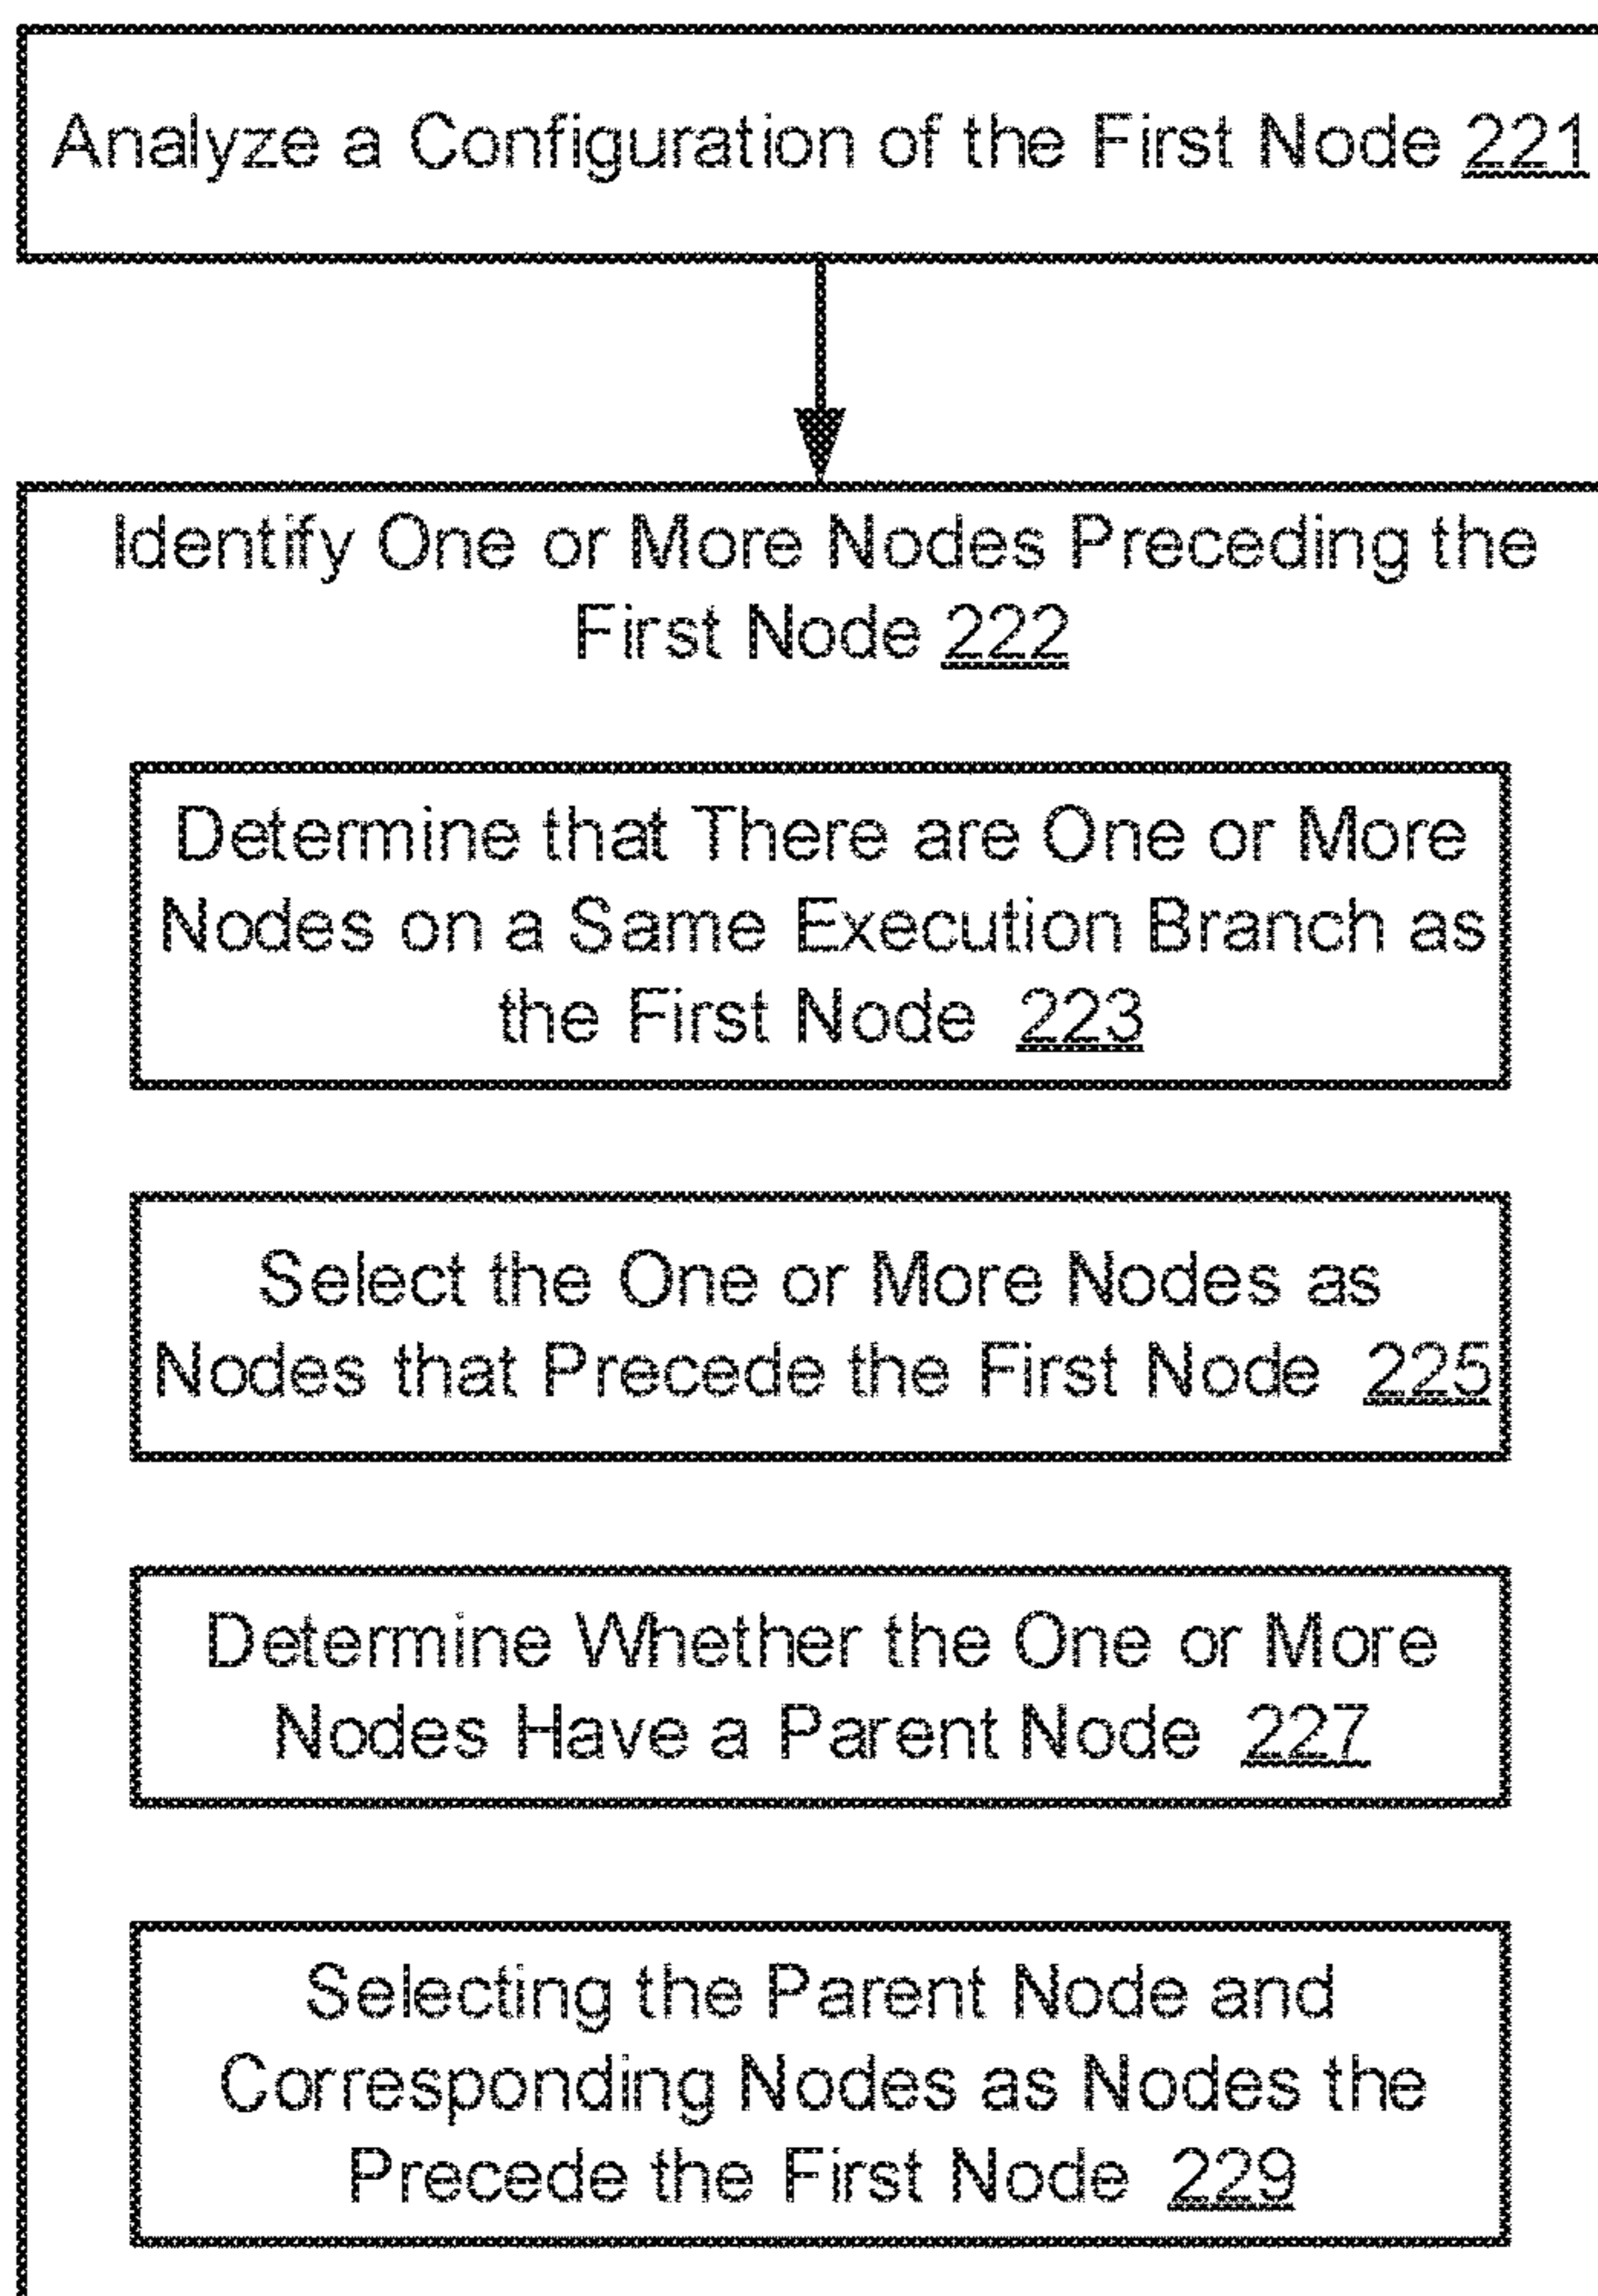 Analyze a Configuration of the First Node 221
Identify One or More Nodes Preceding the
First Node 222
Determine that There are One or More
Nodes on a Same Execution Branch as
the First Node 223
Select the One or More Nodes as
Nodes that Precede the First Node 225
Determine Whether the One or More
Nodes Have a Parent Node 227
Selecting the Parent Node and
Corresponding Nodes as Nodes the
Precede the First Node 229